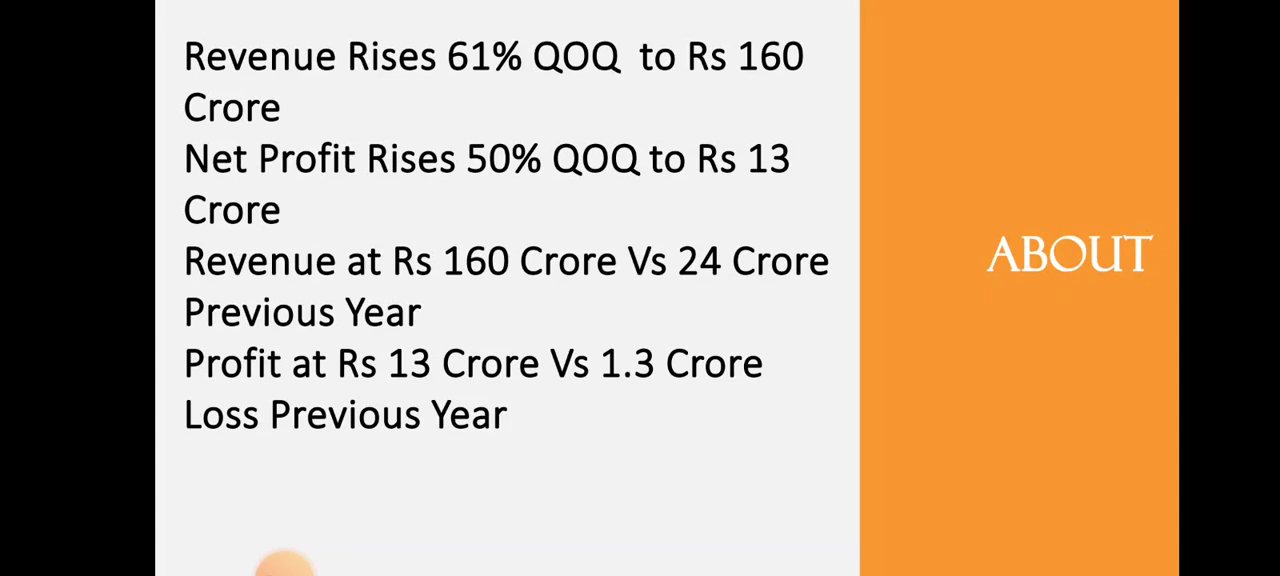 Revenue Rises 61% QOQ to Rs 160
Crore
Net Profit Rises 50% QOQ to Rs 13
Crore
Revenue at Rs 160 Crore Vs 24 Crore
Previous Year
Profit at Rs 13 Crore Vs 1.3 Crore
Loss Previous Year
ABOUT